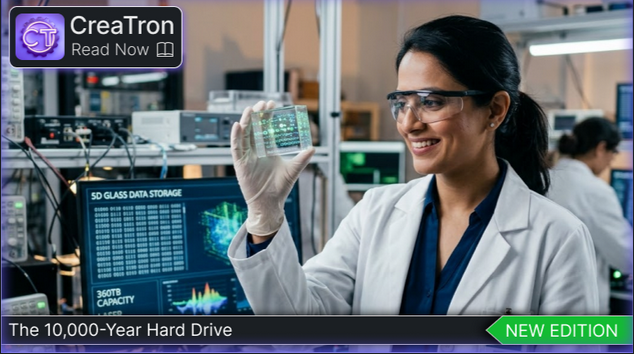 CT
CreaTron
Read Now
5D GLASS DATA STORAGE
360TB
CAPACITY
The 10,000-Year Hard Drive
NEW EDITION